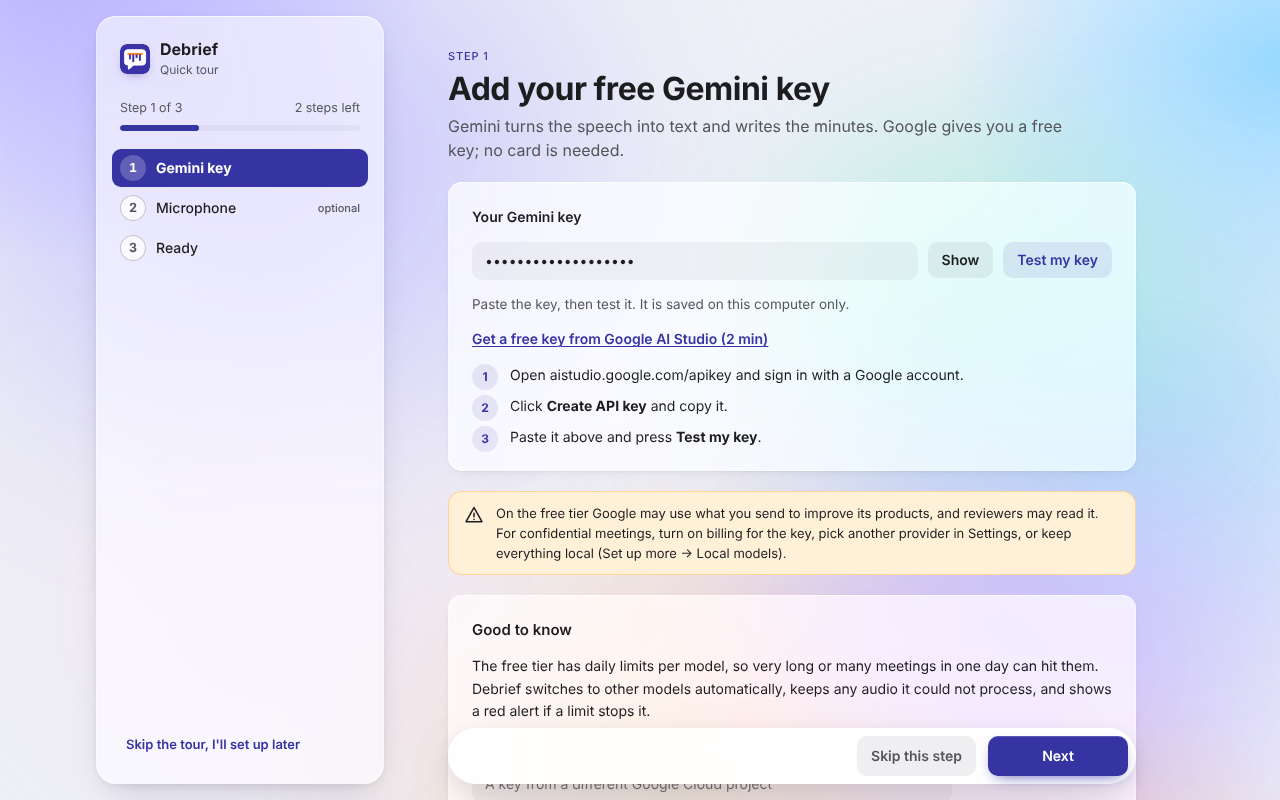 Debrief
Quick tour
Step 1 of 3
2 steps left
1 Gemini key
2 Microphone optional
3 Ready
Skip the tour, I'll set up later
STEP 1
Add your free Gemini key
Gemini turns the speech into text and writes the minutes. Google gives you a free
key; no card is needed.
Your Gemini key
•••••••••••••••••••
Show
Test my key
Paste the key, then test it. It is saved on this computer only.
Get a free key from Google AI Studio (2 min)
1 Open aistudio.google.com/apikey and sign in with a Google account.
2 Click Create API key and copy it.
3 Paste it above and press Test my key.
On the free tier Google may use what you send to improve its products, and reviewers may read it.
For confidential meetings, turn on billing for the key, pick another provider in Settings, or keep
everything local (Set up more → Local models).
Good to know
The free tier has daily limits per model, so very long or many meetings in one day can hit them.
Debrief switches to other models automatically, keeps any audio it could not process, and shows
a red alert if a limit stops it.
Skip this step
Next
A key from a different Google Cloud project